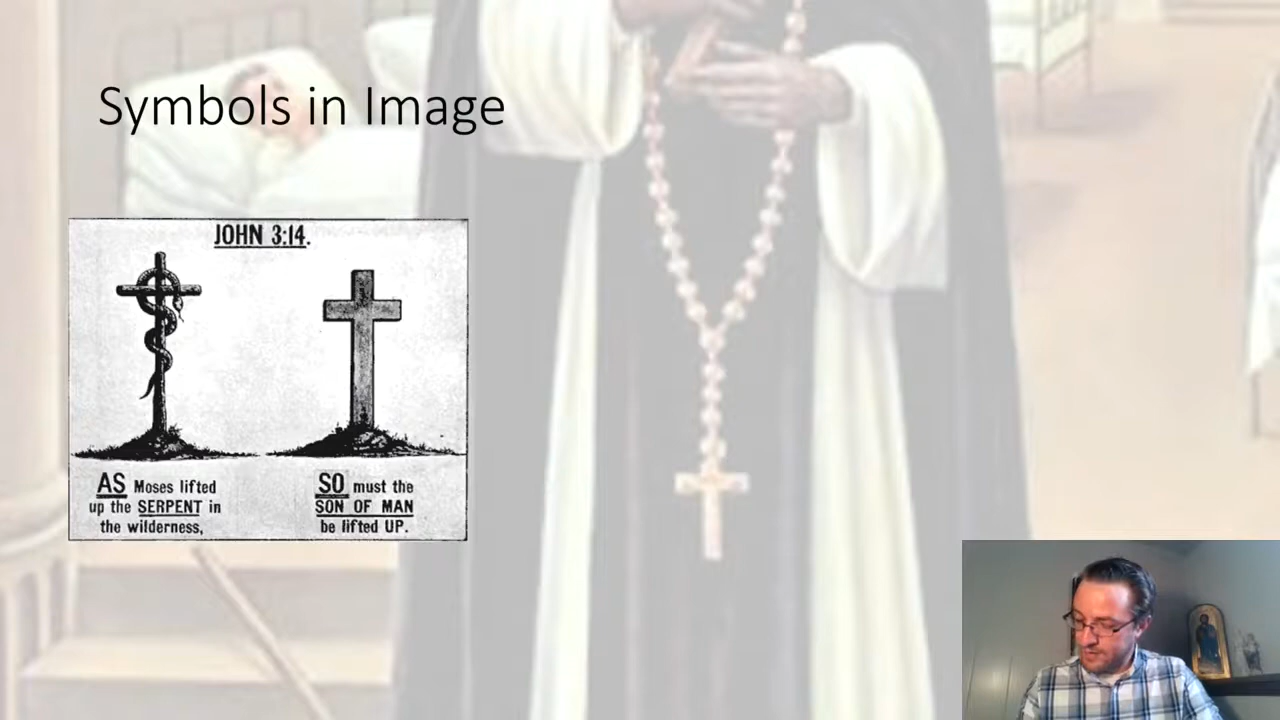 Symbols in Image
JOHN 3:14.
AS Moses lifted
up the SERPENT in
the wilderness,
SO must the
SON OF MAN
be lifted UP.